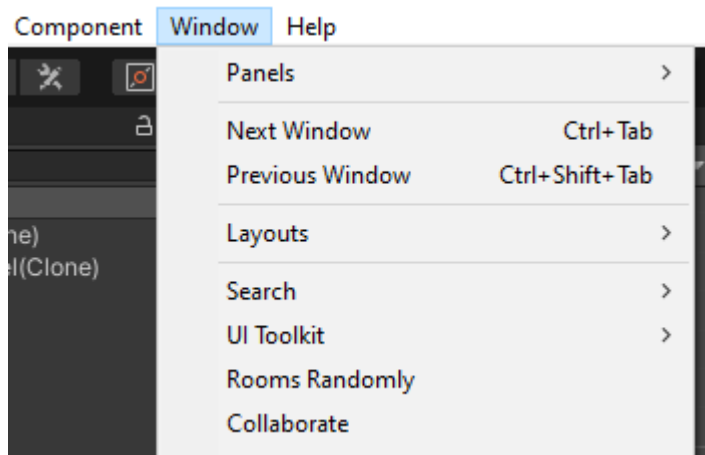 Component Window Help
Panels
Next Window Ctrl+Tab
Previous Window Ctrl+Shift+Tab
Layouts
ne)
el(Clone)
Search
UI Toolkit
Rooms Randomly
Collaborate